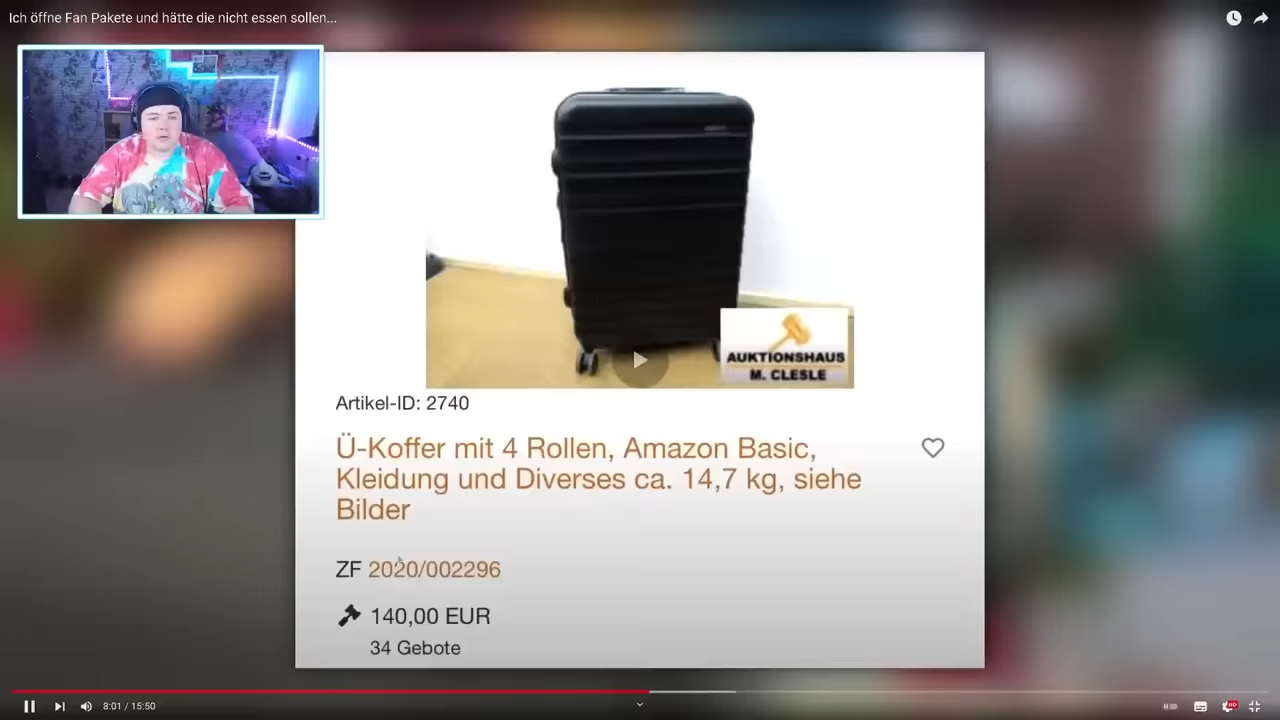 Ich öffne Fan Pakete und hätte die nicht essen sollen...
AUKTIONSHAUS
M. CLESLE
Artikel-ID: 2740
Ü-Koffer mit 4 Rollen, Amazon Basic,
Kleidung und Diverses ca. 14,7 kg, siehe
Bilder
ZF 2020/002296
140,00 EUR
34 Gebote
8:01 / 15:50
HD